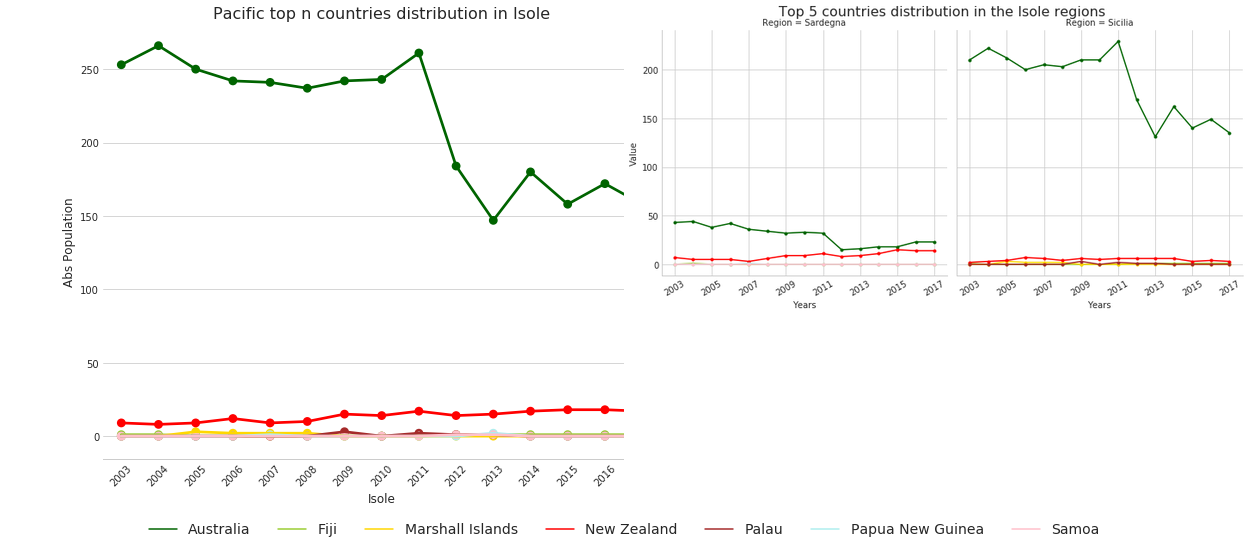 Pacific top n countries distribution in Isole
Abs Population
250
200
150
100
50
0
2003 2004 2005 2006 2007 2008 2009 2010 2011 2012 2013 2014 2015 2016
Isole
Top 5 countries distribution in the Isole regions
Region = Sardegna
Region = Sicilia
Value
200
150
100
50
0
2003 2005 2007 2009 2011 2013 2015 2017
Years
2003 2005 2007 2009 2011 2013 2015 2017
Years
Australia Fiji Marshall Islands New Zealand Palau Papua New Guinea Samoa